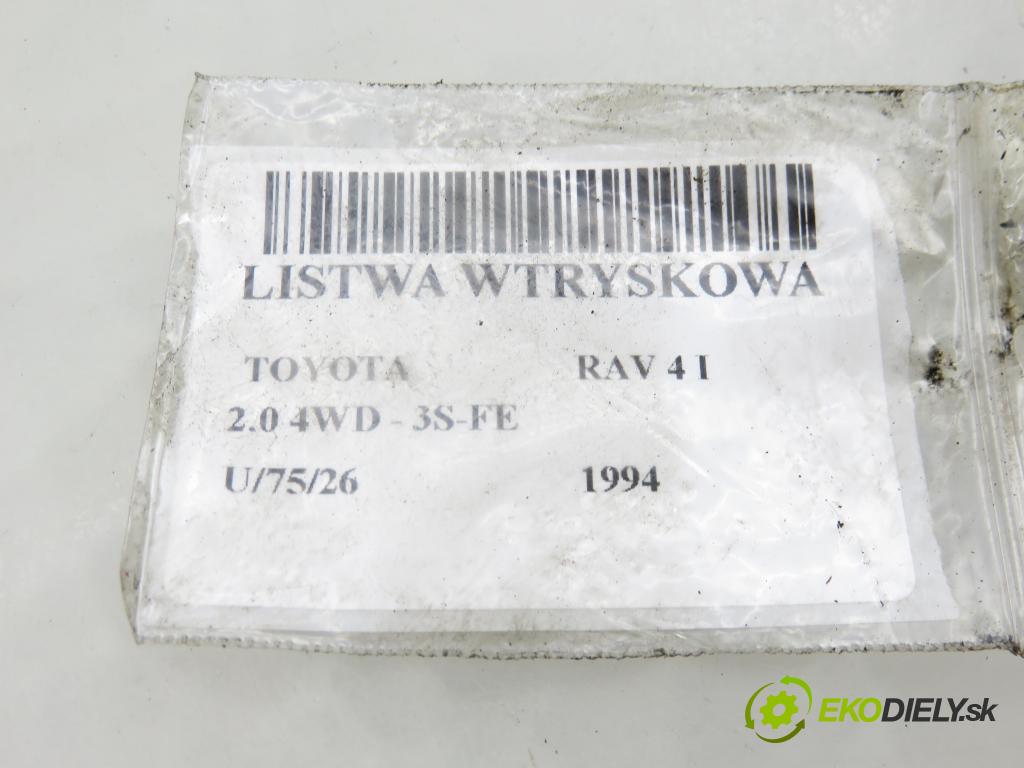 LISTWA WTRYSKOWA
TOYOTA RAV 4 I
2.0 4WD - 3S-FE
U/75/26 1994
EKODIELY.sk